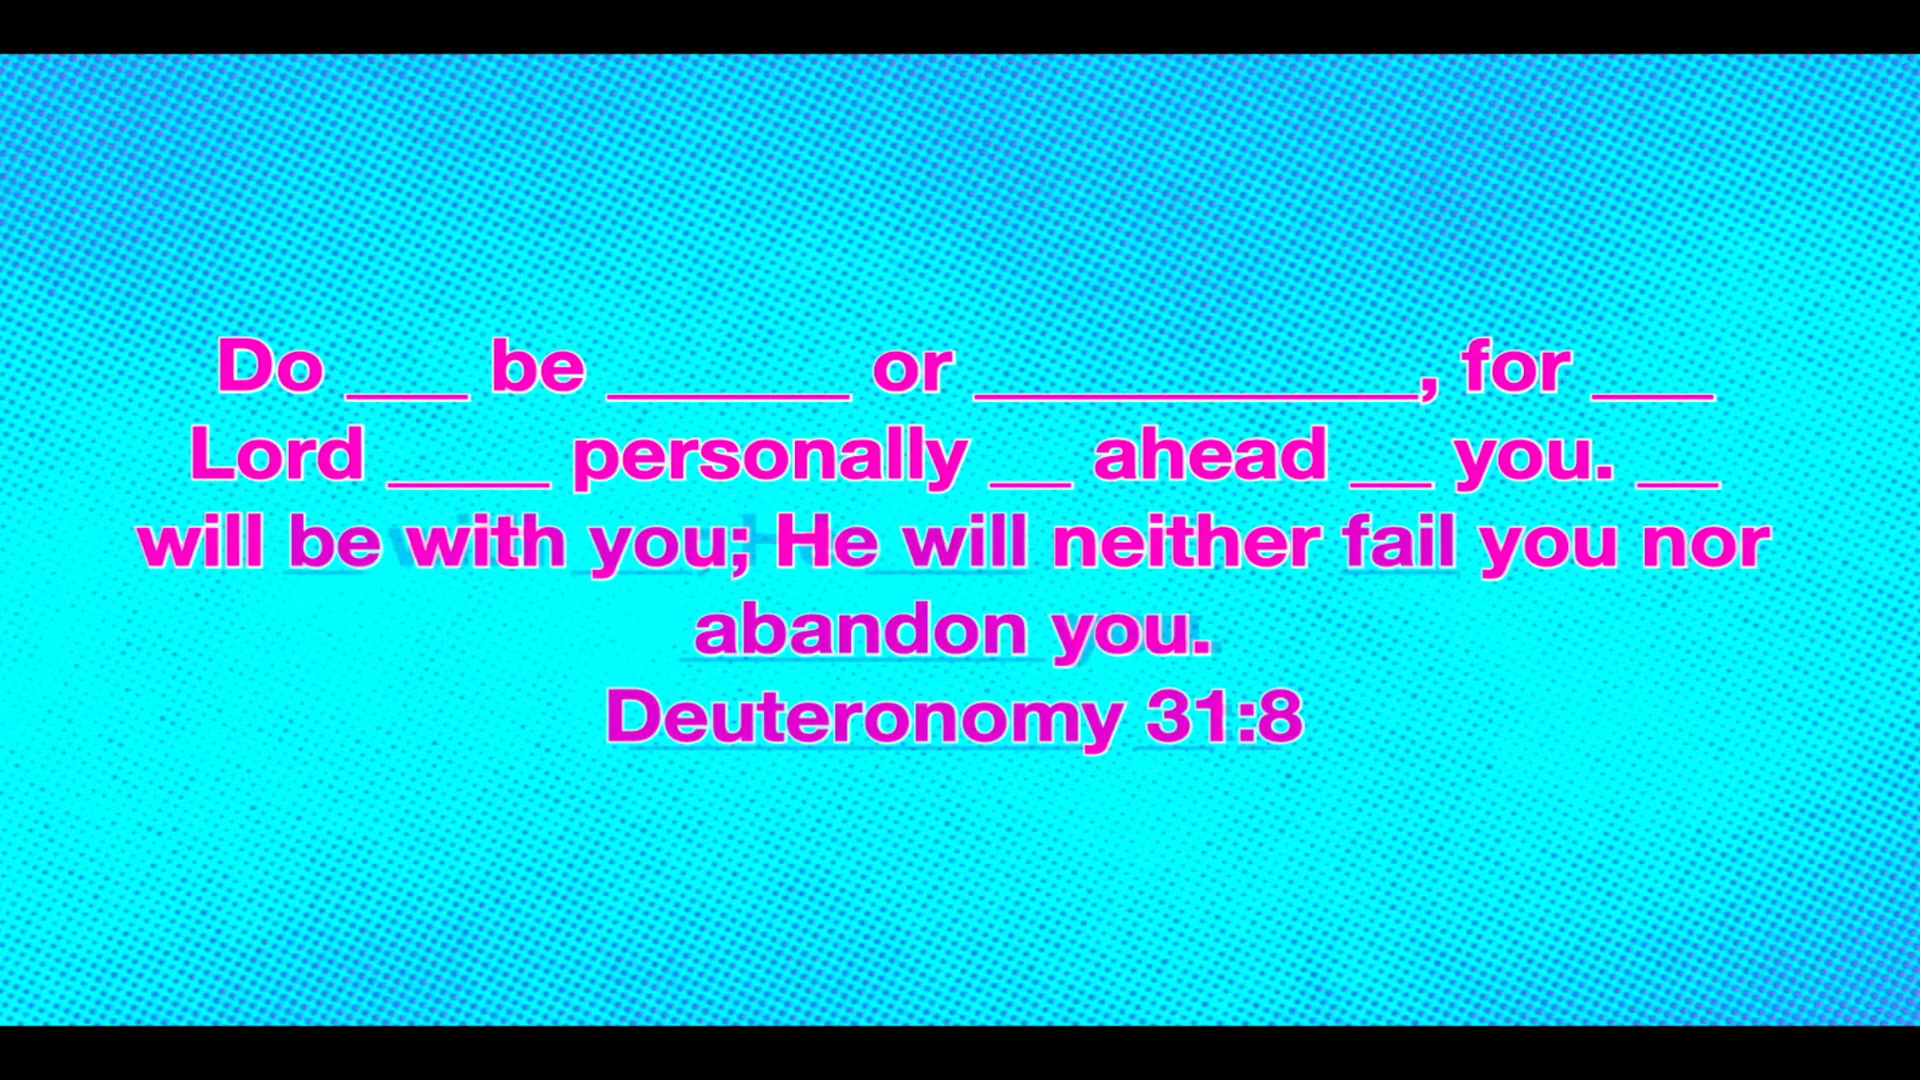 Do ___ be ______ or ___________, for ___
Lord ____ personally __ ahead __ you. __
will be with you; He will neither fail you nor
abandon you.
Deuteronomy 31:8